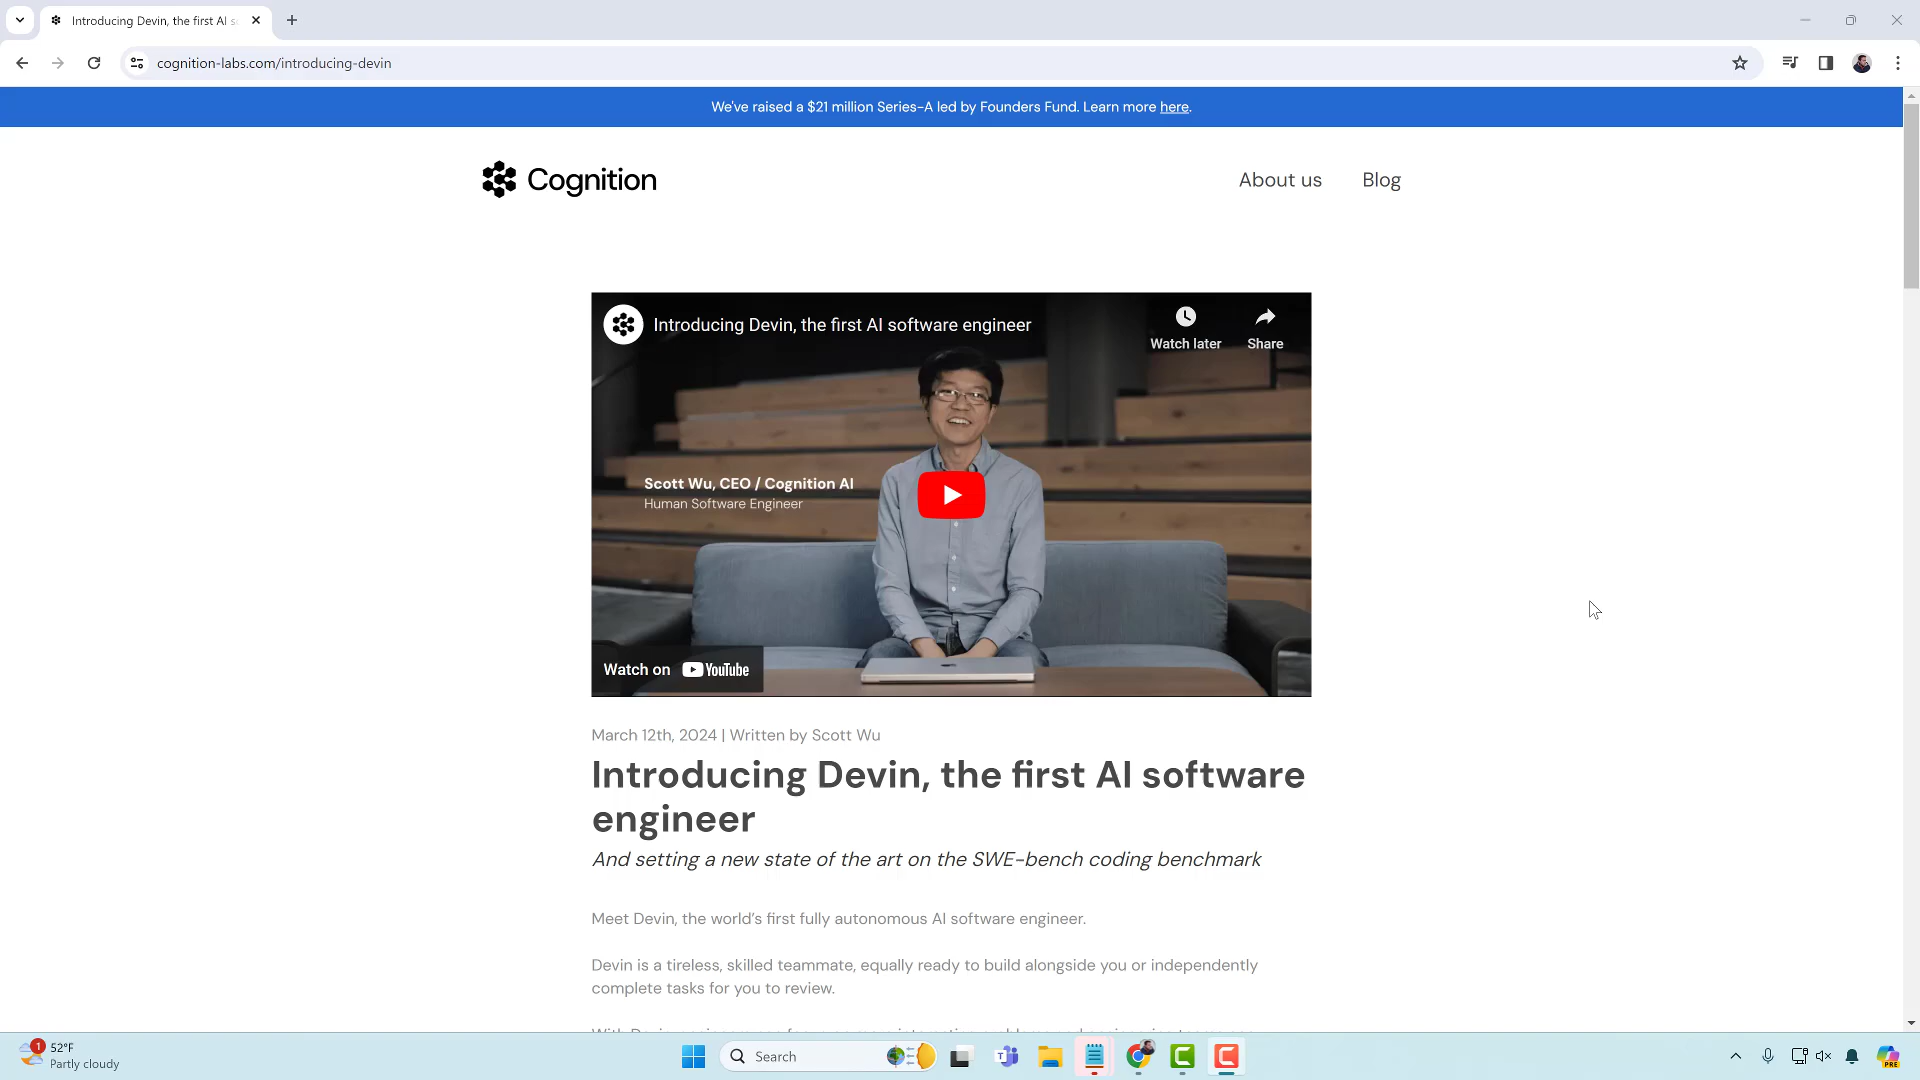 Introducing Devin, the first AI s
cognition-labs.com/introducing-devin
We've raised a $21 million Series-A led by Founders Fund. Learn more here.
Cognition
About us
Blog
Introducing Devin, the first AI software engineer
Watch later
Share
Scott Wu, CEO / Cognition AI
Human Software Engineer
Watch on YouTube
March 12th, 2024 | Written by Scott Wu
Introducing Devin, the first AI software
engineer
And setting a new state of the art on the SWE-bench coding benchmark
Meet Devin, the world's first fully autonomous AI software engineer.
Devin is a tireless, skilled teammate, equally ready to build alongside you or independently
complete tasks for you to review.
1
52°F
Partly cloudy
Search
PRE